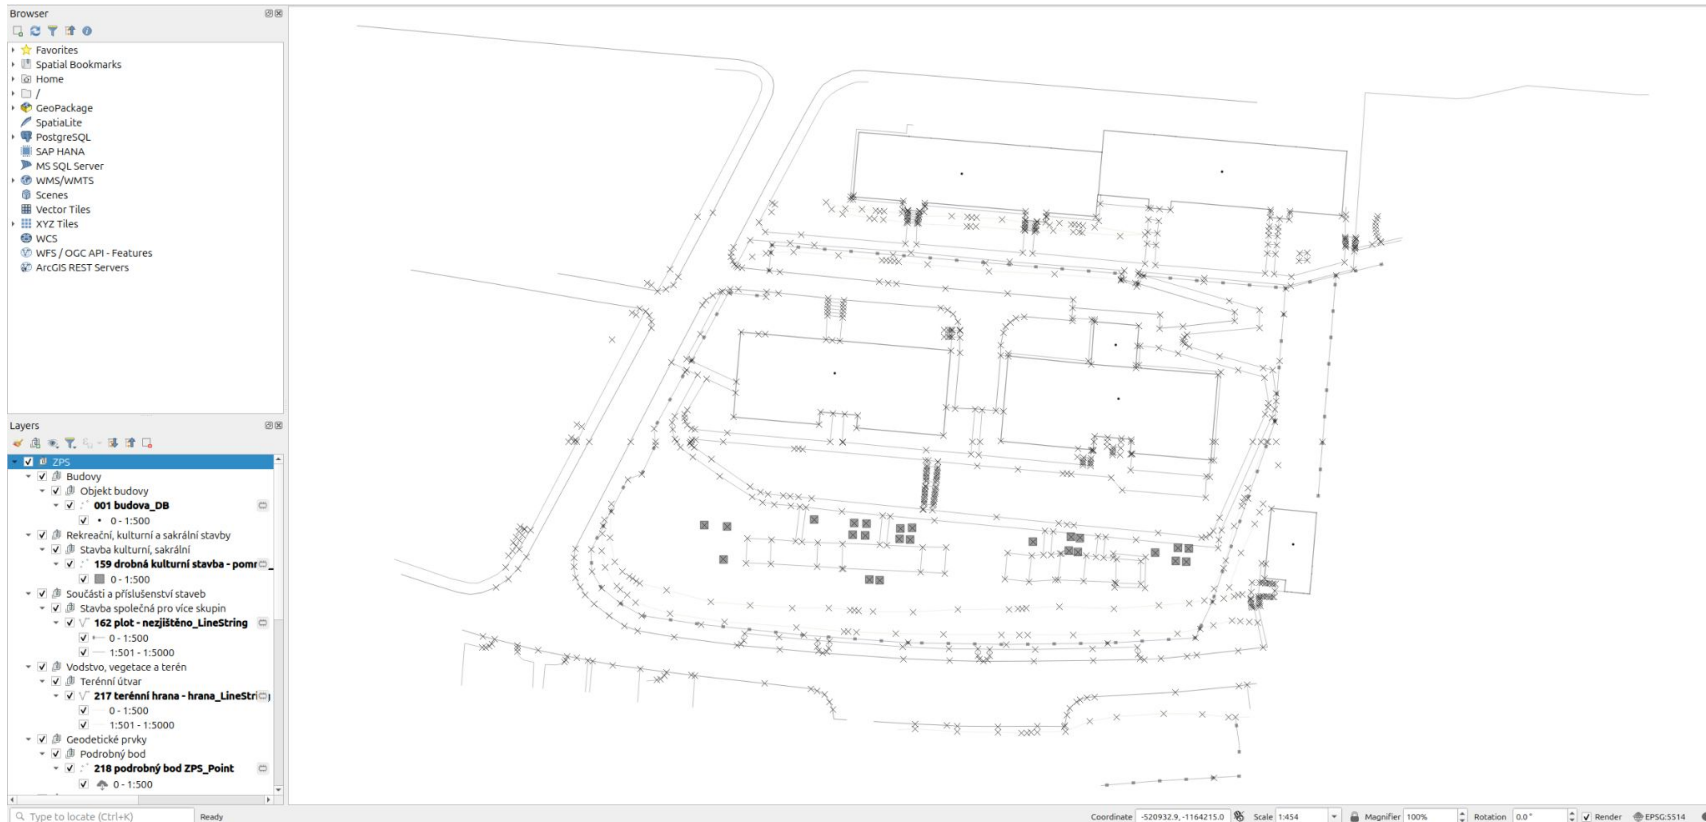 Browser
Favorites
Spatial Bookmarks
Home
/
GeoPackage
SpatiaLite
PostgreSQL
SAP HANA
MS SQL Server
WMS/WMTS
Scenes
Vector Tiles
XYZ Tiles
WCS
WFS / OGC API - Features
ArcGIS REST Servers
Layers
ZPS
Budovy
Objekt budovy
001 budova_DB
0 - 1:500
Rekreační, kulturní a sakrální stavby
Stavba kulturní, sakrální
159 drobná kulturní stavba - pomn
0 - 1:500
Součásti a příslušenství staveb
Stavba společná pro více skupin
162 plot - nezjištěno_LineString
0 - 1:500
1:501 - 1:5000
Vodstvo, vegetace a terén
Terénní útvar
217 terénní hrana - hrana_LineStri
0 - 1:500
1:501 - 1:5000
Geodetické prvky
Podrobný bod
218 podrobný bod ZPS_Point
0 - 1:500
Type to locate (Ctrl+K) Ready Coordinate -520932.9,-1164215.0 Scale 1:454 Magnifier 100% Rotation 0.0° Render EPSG:5514